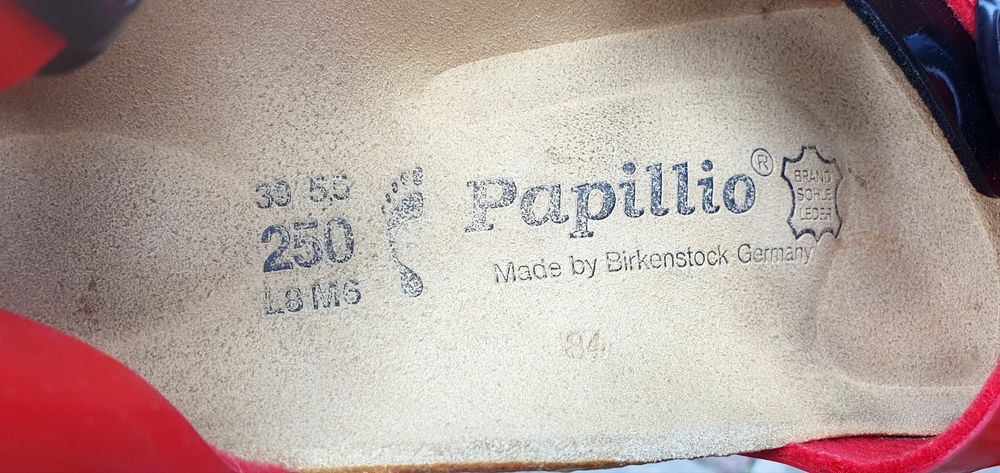 39 5,5
250
L8 M6
Papillio®
Made by Birkenstock Germany
BRAND
SOHLE
LEDER
84